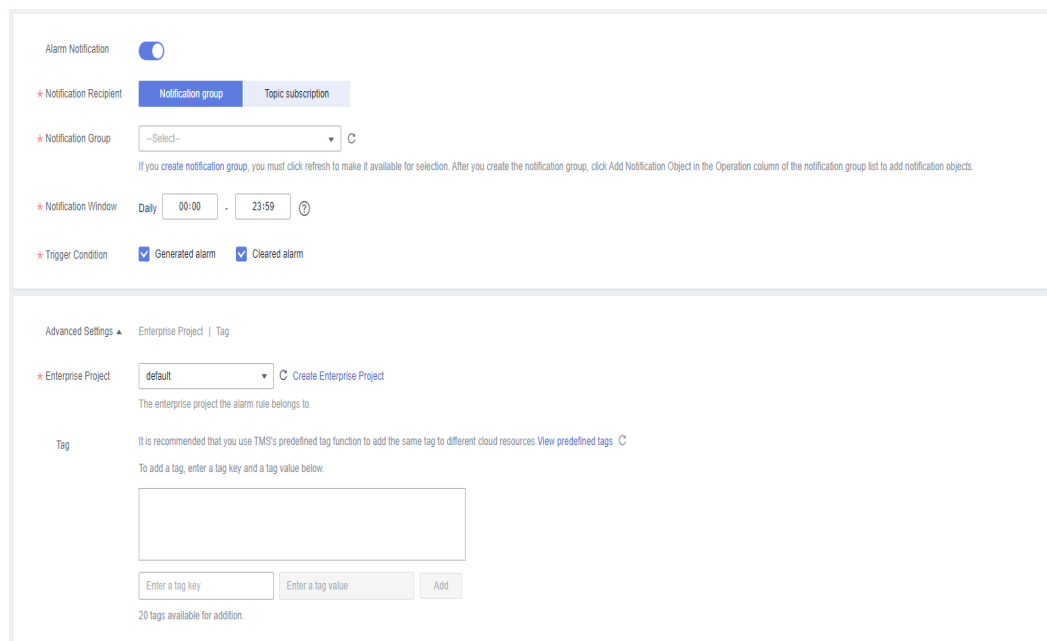 Alarm Notification
* Notification Recipient Notification group Topic subscription
* Notification Group --Select--
If you create notification group, you must click refresh to make it available for selection. After you create the notification group, click Add Notification Object in the Operation column of the notification group list to add notification objects.
* Notification Window Daily 00:00 - 23:59
* Trigger Condition Generated alarm Cleared alarm
Advanced Settings Enterprise Project | Tag
* Enterprise Project default Create Enterprise Project
The enterprise project the alarm rule belongs to.
Tag It is recommended that you use TMS's predefined tag function to add the same tag to different cloud resources.View predefined tags
To add a tag, enter a tag key and a tag value below.
Enter a tag key Enter a tag value Add
20 tags available for addition.